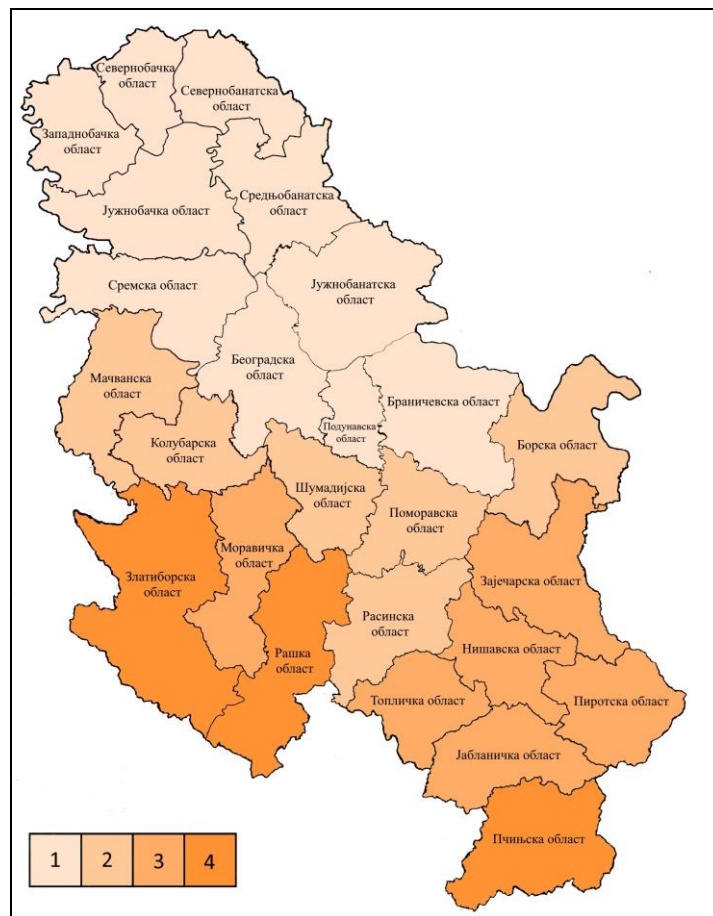 Севернобачка
област
Севернобанатска
област
Западнобачка
област
Јужнобачка област
Средњобанатска
област
Сремска област
Јужнобанатска
област
Београдска
област
Мачванска
област
Браничевска област
Подунавска
област
Колубарска
област
Борска област
Шумадијска
област
Поморавска
област
Моравичка
област
Златиборска
област
Зајечарска област
Расинска
област
Рашка
област
Нишавска област
Топличка област
Пиротска област
Јабланичка област
Пчињска област
1 2 3 4